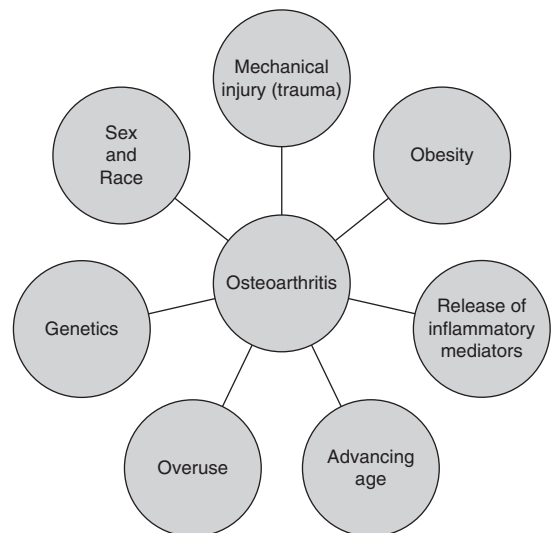 Mechanical
injury (trauma)
Sex
and
Race
Obesity
Osteoarthritis
Genetics
Release of
inflammatory
mediators
Overuse
Advancing
age